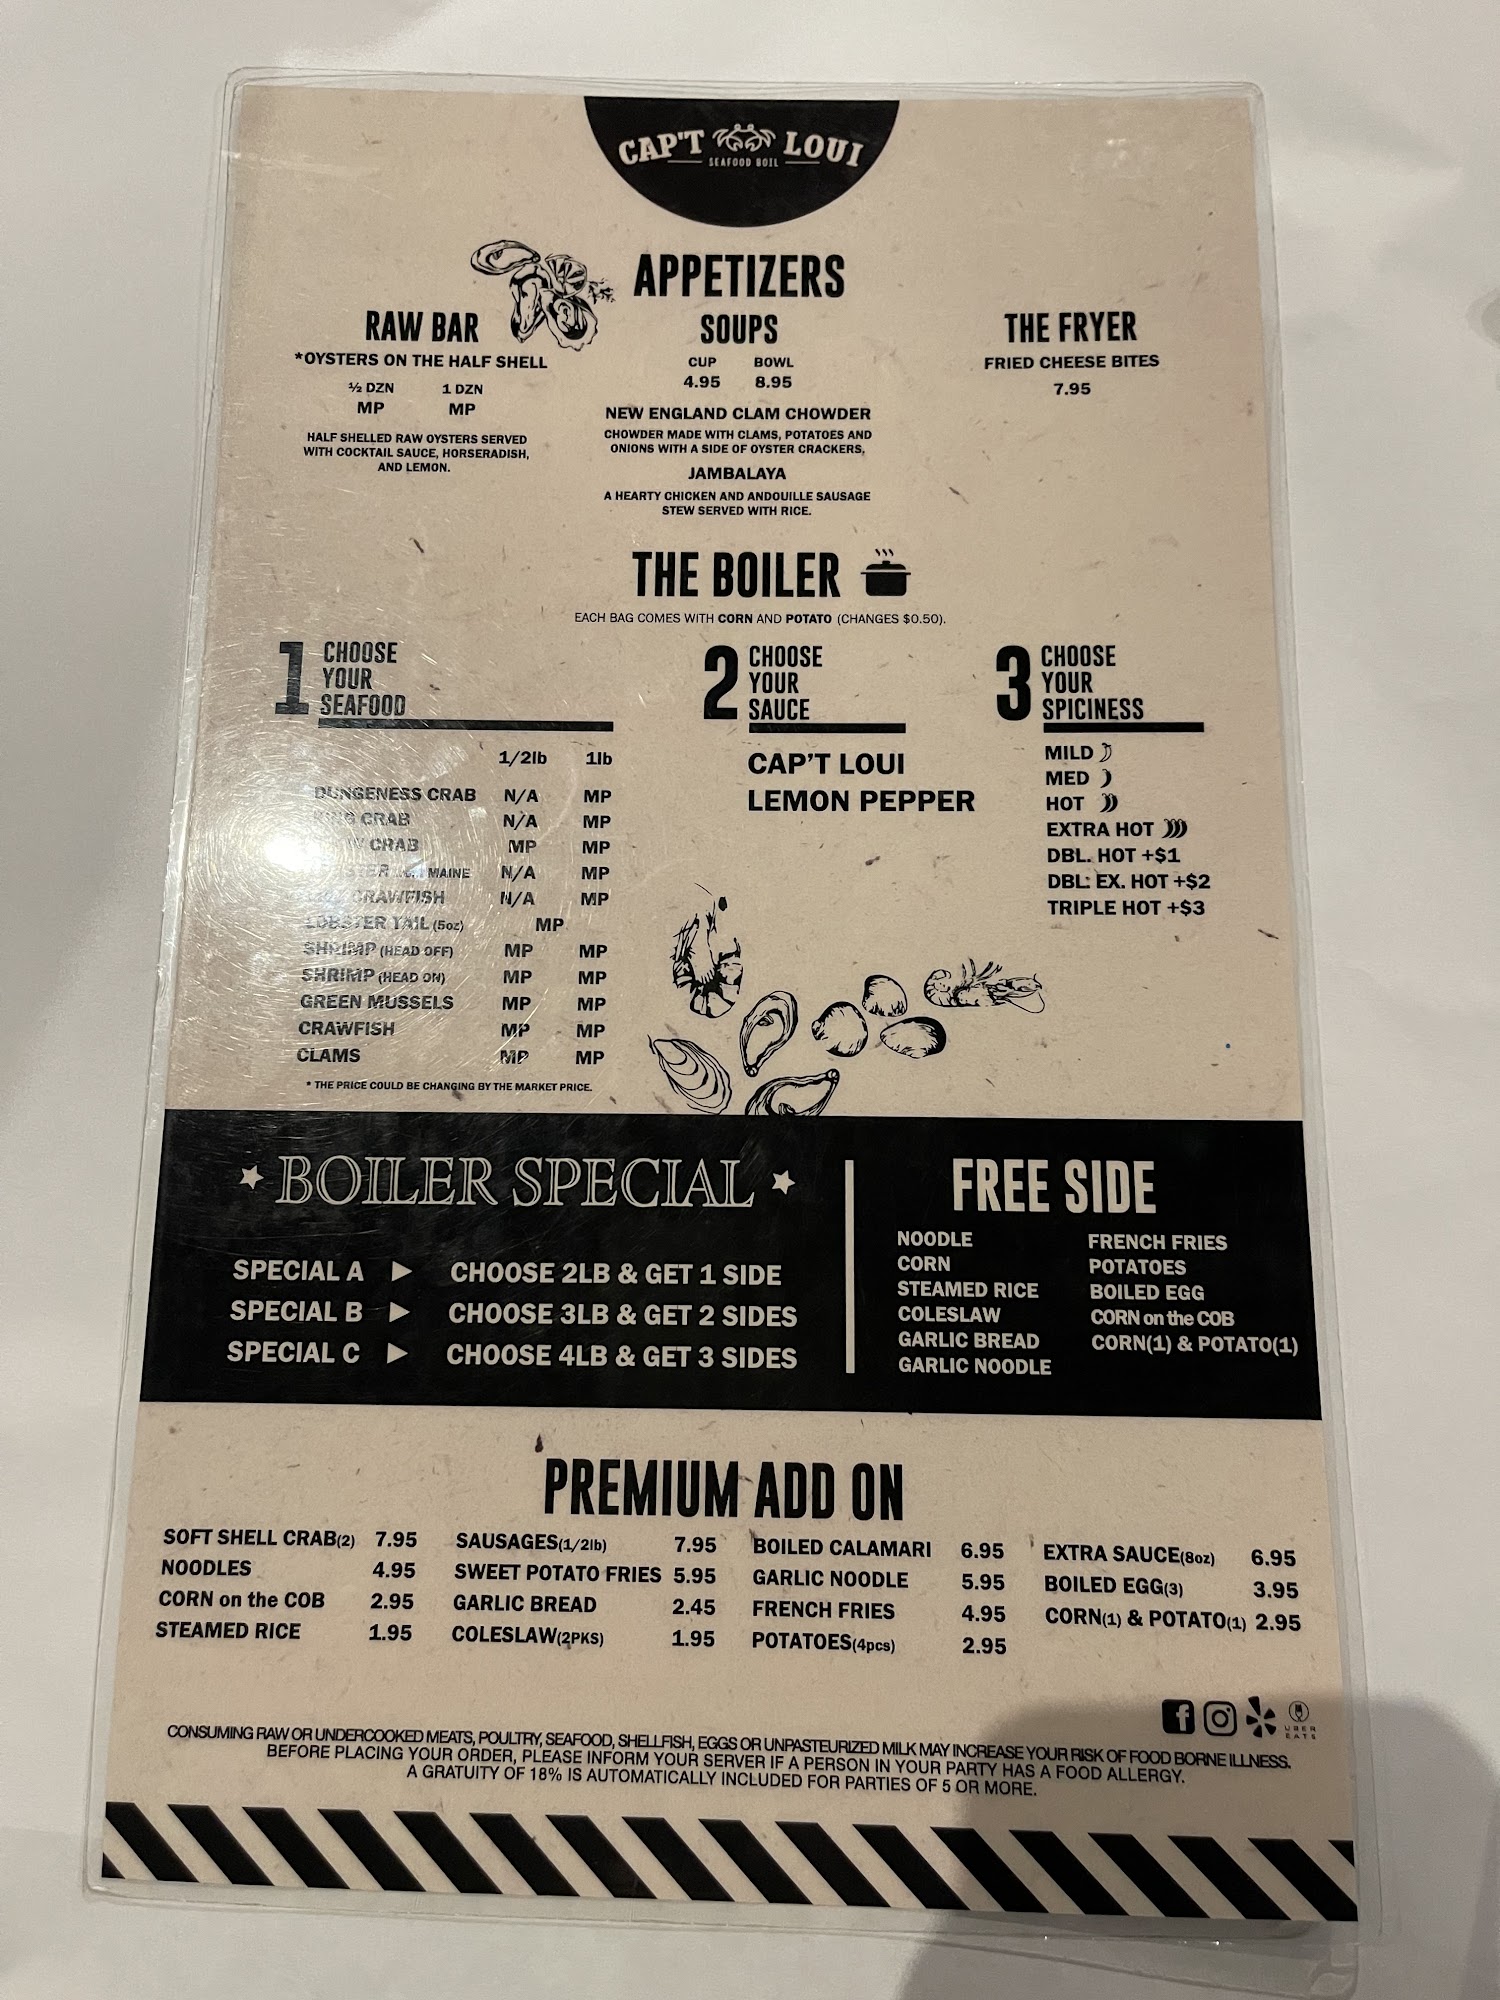 CAP'T LOUI
SEAFOOD BOIL
APPETIZERS
RAW BAR
*OYSTERS ON THE HALF SHELL
½ DZN 1 DZN
MP MP
HALF SHELLED RAW OYSTERS SERVED
WITH COCKTAIL SAUCE, HORSERADISH,
AND LEMON.
SOUPS
CUP BOWL
4.95 8.95
NEW ENGLAND CLAM CHOWDER
CHOWDER MADE WITH CLAMS, POTATOES AND
ONIONS WITH A SIDE OF OYSTER CRACKERS.
JAMBALAYA
A HEARTY CHICKEN AND ANDOUILLE SAUSAGE
STEW SERVED WITH RICE.
THE FRYER
FRIED CHEESE BITES
7.95
THE BOILER
EACH BAG COMES WITH CORN AND POTATO (CHANGES $0.50).
1 CHOOSE
YOUR
SEAFOOD
1/2lb 1lb
DUNGENESS CRAB N/A MP
KING CRAB N/A MP
CRAB MP MP
MAINE N/A MP
CRAWFISH N/A MP
LOBSTER TAIL (5oz) MP
SHRIMP (HEAD OFF) MP MP
SHRIMP (HEAD ON) MP MP
GREEN MUSSELS MP MP
CRAWFISH MP MP
CLAMS MP MP
* THE PRICE COULD BE CHANGING BY THE MARKET PRICE.
2 CHOOSE
YOUR
SAUCE
CAP'T LOUI
LEMON PEPPER
3 CHOOSE
YOUR
SPICINESS
MILD
MED
HOT
EXTRA HOT
DBL. HOT +$1
DBL. EX. HOT +$2
TRIPLE HOT +$3
BOILER SPECIAL
SPECIAL A CHOOSE 2LB & GET 1 SIDE
SPECIAL B CHOOSE 3LB & GET 2 SIDES
SPECIAL C CHOOSE 4LB & GET 3 SIDES
FREE SIDE
NOODLE FRENCH FRIES
CORN POTATOES
STEAMED RICE BOILED EGG
COLESLAW CORN on the COB
GARLIC BREAD CORN(1) & POTATO(1)
GARLIC NOODLE
PREMIUM ADD ON
SOFT SHELL CRAB(2) 7.95
NOODLES 4.95
CORN on the COB 2.95
STEAMED RICE 1.95
SAUSAGES(1/2lb) 7.95
SWEET POTATO FRIES 5.95
GARLIC BREAD 2.45
COLESLAW(2PKS) 1.95
BOILED CALAMARI 6.95
GARLIC NOODLE 5.95
FRENCH FRIES 4.95
POTATOES(4pcs) 2.95
EXTRA SAUCE(8oz) 6.95
BOILED EGG(3) 3.95
CORN(1) & POTATO(1) 2.95
UBER
EATS
CONSUMING RAW OR UNDERCOOKED MEATS, POULTRY, SEAFOOD, SHELLFISH, EGGS OR UNPASTEURIZED MILK MAY INCREASE YOUR RISK OF FOOD BORNE ILLNESS.
BEFORE PLACING YOUR ORDER, PLEASE INFORM YOUR SERVER IF A PERSON IN YOUR PARTY HAS A FOOD ALLERGY.
A GRATUITY OF 18% IS AUTOMATICALLY INCLUDED FOR PARTIES OF 5 OR MORE.